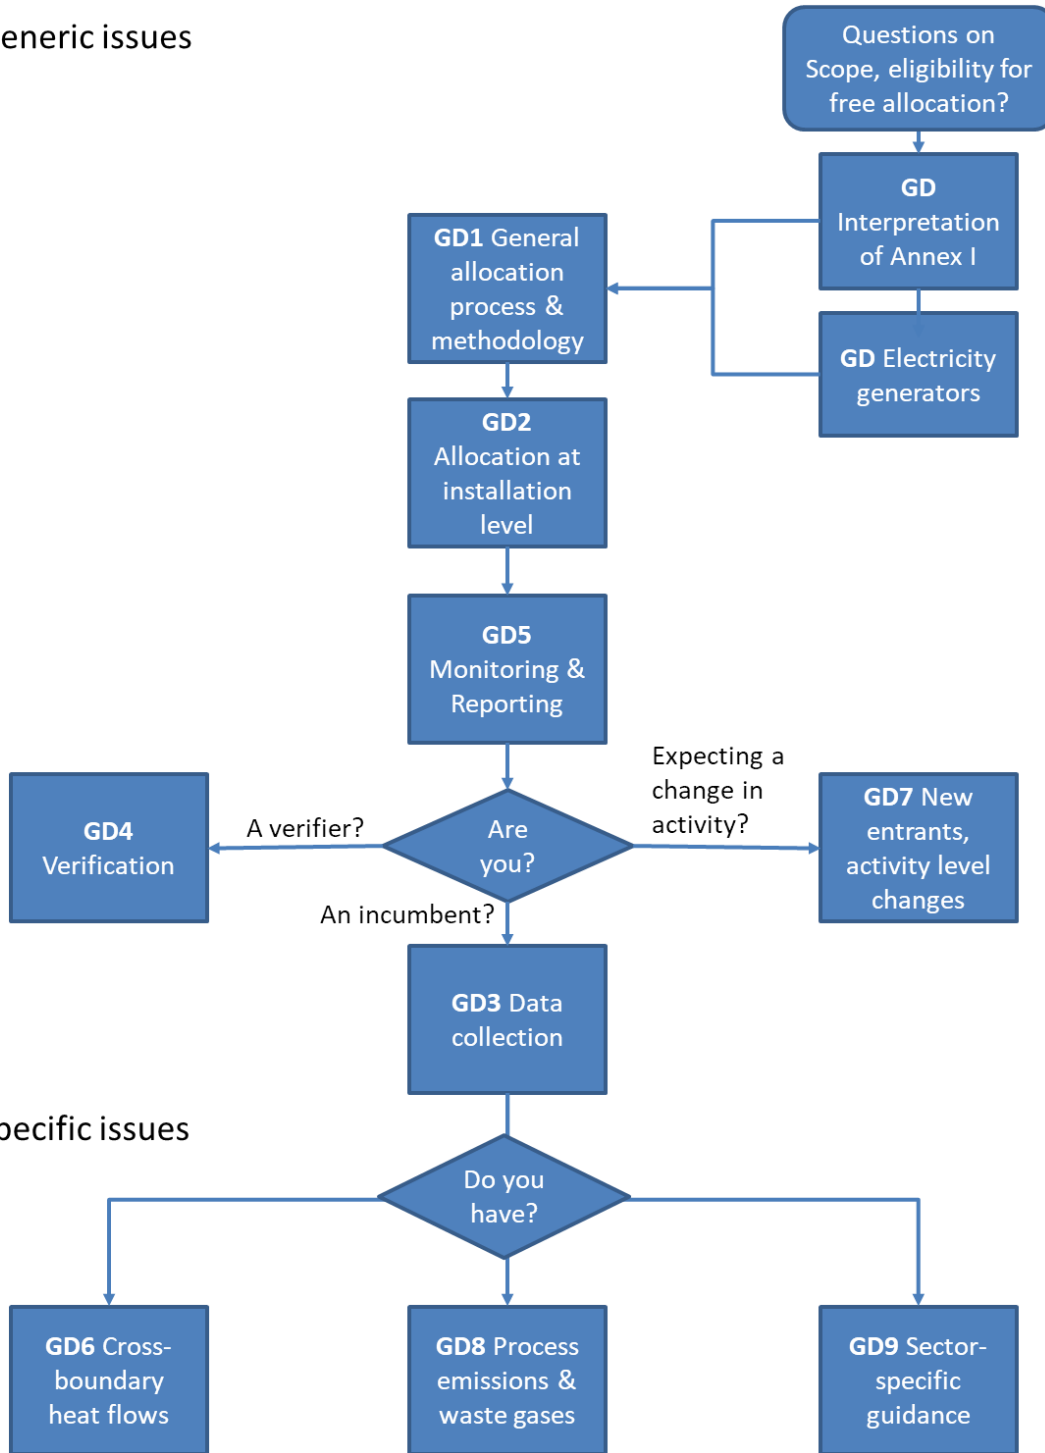 eneric issues
Questions on
Scope, eligibility for
free allocation?
GD
Interpretation
of Annex I
GD1 General
allocation
process &
methodology
GD Electricity
generators
GD2
Allocation at
installation
level
GD5
Monitoring &
Reporting
Expecting a
change in
activity?
GD4
Verification
A verifier?
Are
you?
GD7 New
entrants,
activity level
changes
An incumbent?
GD3 Data
collection
pecific issues
Do you
have?
GD6 Cross-
boundary
heat flows
GD8 Process
emissions &
waste gases
GD9 Sector-
specific
guidance